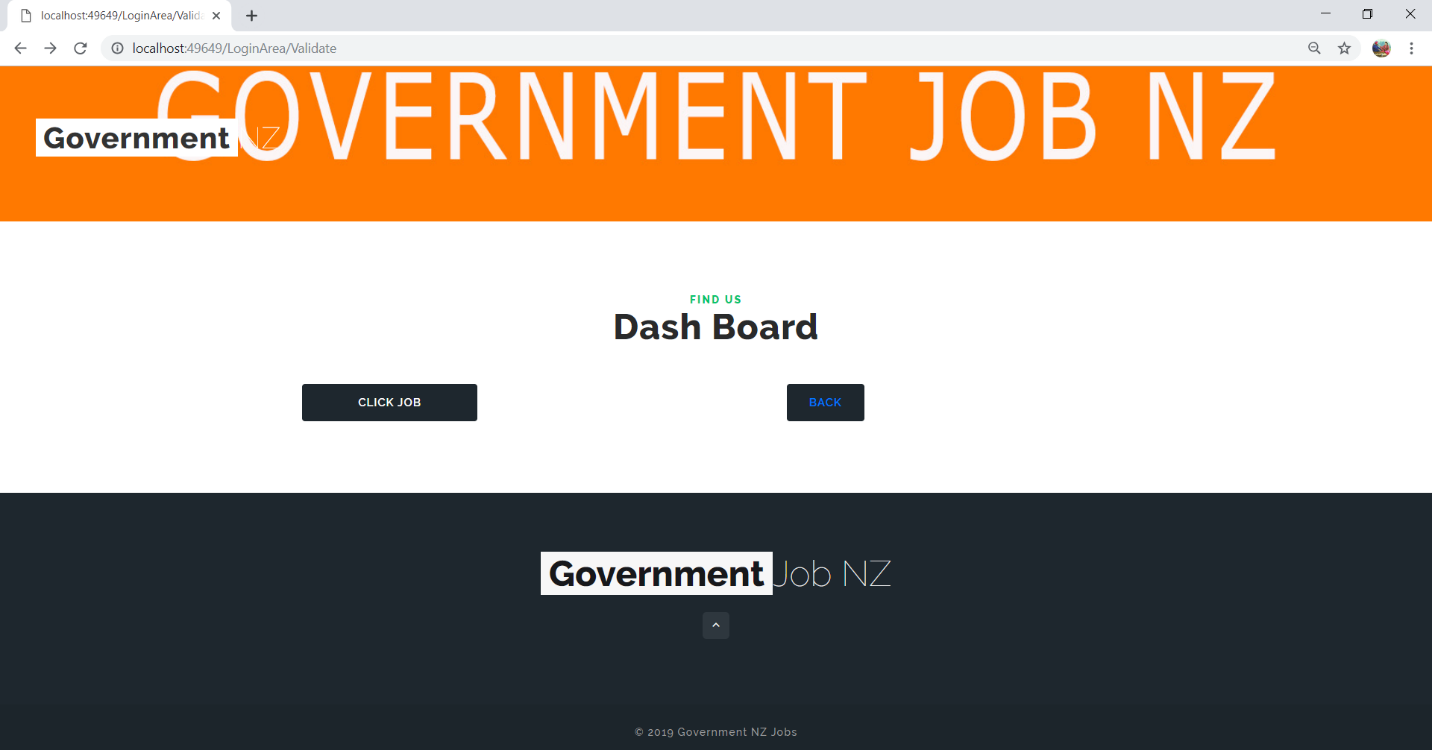 localhost:49649/LoginArea/Valid
localhost:49649/LoginArea/Validate
GOVERNMENT JOB NZ
Government NZ
FIND US
Dash Board
CLICK JOB
BACK
Government Job NZ
© 2019 Government NZ Jobs